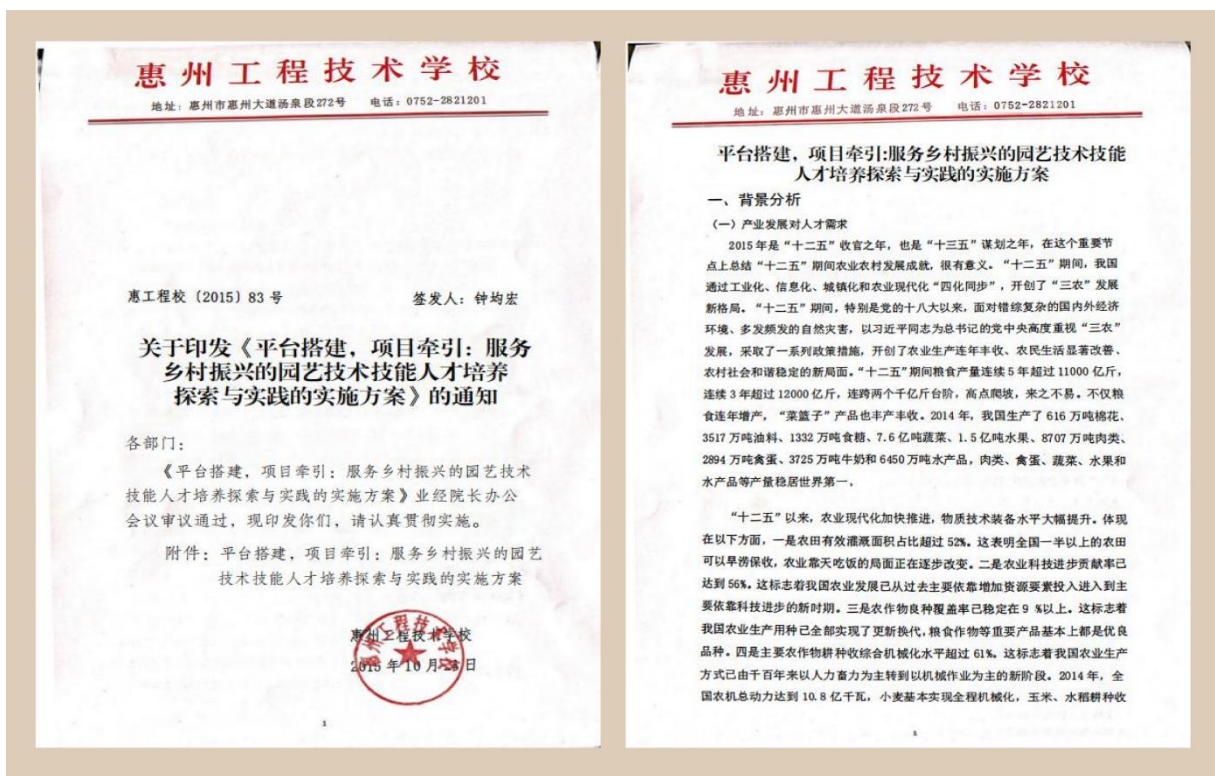 惠州工程技术学校
地址：惠州市惠州大道汤泉段272号 电话：0752-2821201
惠工程校〔2015〕83号 签发人：钟均宏
关于印发《平台搭建，项目牵引：服务
乡村振兴的园艺技术技能人才培养
探索与实践的实施方案》的通知
各部门：
《平台搭建，项目牵引：服务乡村振兴的园艺技术
技能人才培养探索与实践的实施方案》业经院长办公
会议审议通过，现印发你们，请认真贯彻实施。
附件：平台搭建，项目牵引：服务乡村振兴的园艺
技术技能人才培养探索与实践的实施方案
惠州工程技术学校
2015年10月 日
1
惠州工程技术学校
地址：惠州市惠州大道汤泉段272号 电话：0752-2821201
平台搭建，项目牵引:服务乡村振兴的园艺技术技能
人才培养探索与实践的实施方案
一、背景分析
（一）产业发展对人才需求
2015年是“十二五”收官之年，也是“十三五”谋划之年，在这个重要节
点上总结“十二五”期间农业农村发展成就，很有意义。“十二五”期间，我国
通过工业化、信息化、城镇化和农业现代化“四化同步”，开创了“三农”发展
新格局。“十二五”期间，特别是党的十八大以来，面对错综复杂的国内外经济
环境、多发频发的自然灾害，以习近平同志为总书记的党中央高度重视“三农”
发展，采取了一系列政策措施，开创了农业生产连年丰收、农民生活显著改善、
农村社会和谐稳定的新局面。“十二五”期间粮食产量连续5年超过11000亿斤，
连续3年超过12000亿斤，连跨两个千亿斤台阶，高点爬坡，来之不易。不仅粮
食连年增产，“菜篮子”产品也丰产丰收。2014年，我国生产了616万吨棉花、
3517万吨油料、1332万吨食糖、7.6亿吨蔬菜、1.5亿吨水果、8707万吨肉类、
2894万吨禽蛋、3725万吨牛奶和6450万吨水产品，肉类、禽蛋、蔬菜、水果和
水产品等产量稳居世界第一，
“十二五”以来，农业现代化加快推进，物质技术装备水平大幅提升。体现
在以下方面，一是农田有效灌溉面积占比超过52%。这表明全国一半以上的农田
可以旱涝保收，农业靠天吃饭的局面正在逐步改变。二是农业科技进步贡献率已
达到56%。这标志着我国农业发展已从过去主要依靠增加资源要素投入进入到主
要依靠科技进步的新时期。三是农作物良种覆盖率已稳定在9 %以上。这标志着
我国农业生产用种已全部实现了更新换代，粮食作物等重要产品基本上都是优良
品种。四是主要农作物耕种收综合机械化水平超过61%。这标志着我国农业生产
方式已由千百年来以人力畜力为主转到以机械作业为主的新阶段。2014年，全
国农机总动力达到10.8亿千瓦，小麦基本实现全程机械化，玉米、水稻耕种收
1